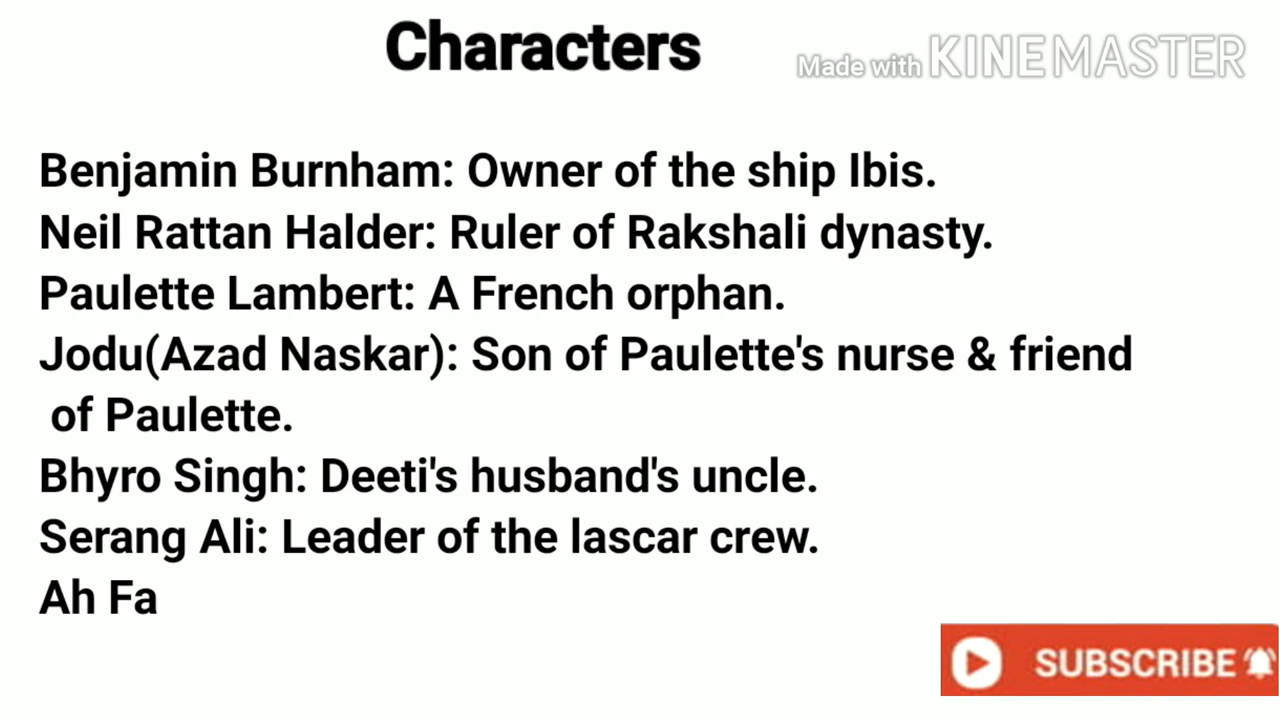 Characters
Made with KINEMASTER
Benjamin Burnham: Owner of the ship Ibis.
Neil Rattan Halder: Ruler of Rakshali dynasty.
Paulette Lambert: A French orphan.
Jodu(Azad Naskar): Son of Paulette's nurse & friend
of Paulette.
Bhyro Singh: Deeti's husband's uncle.
Serang Ali: Leader of the lascar crew.
Ah Fa
SUBSCRIBE